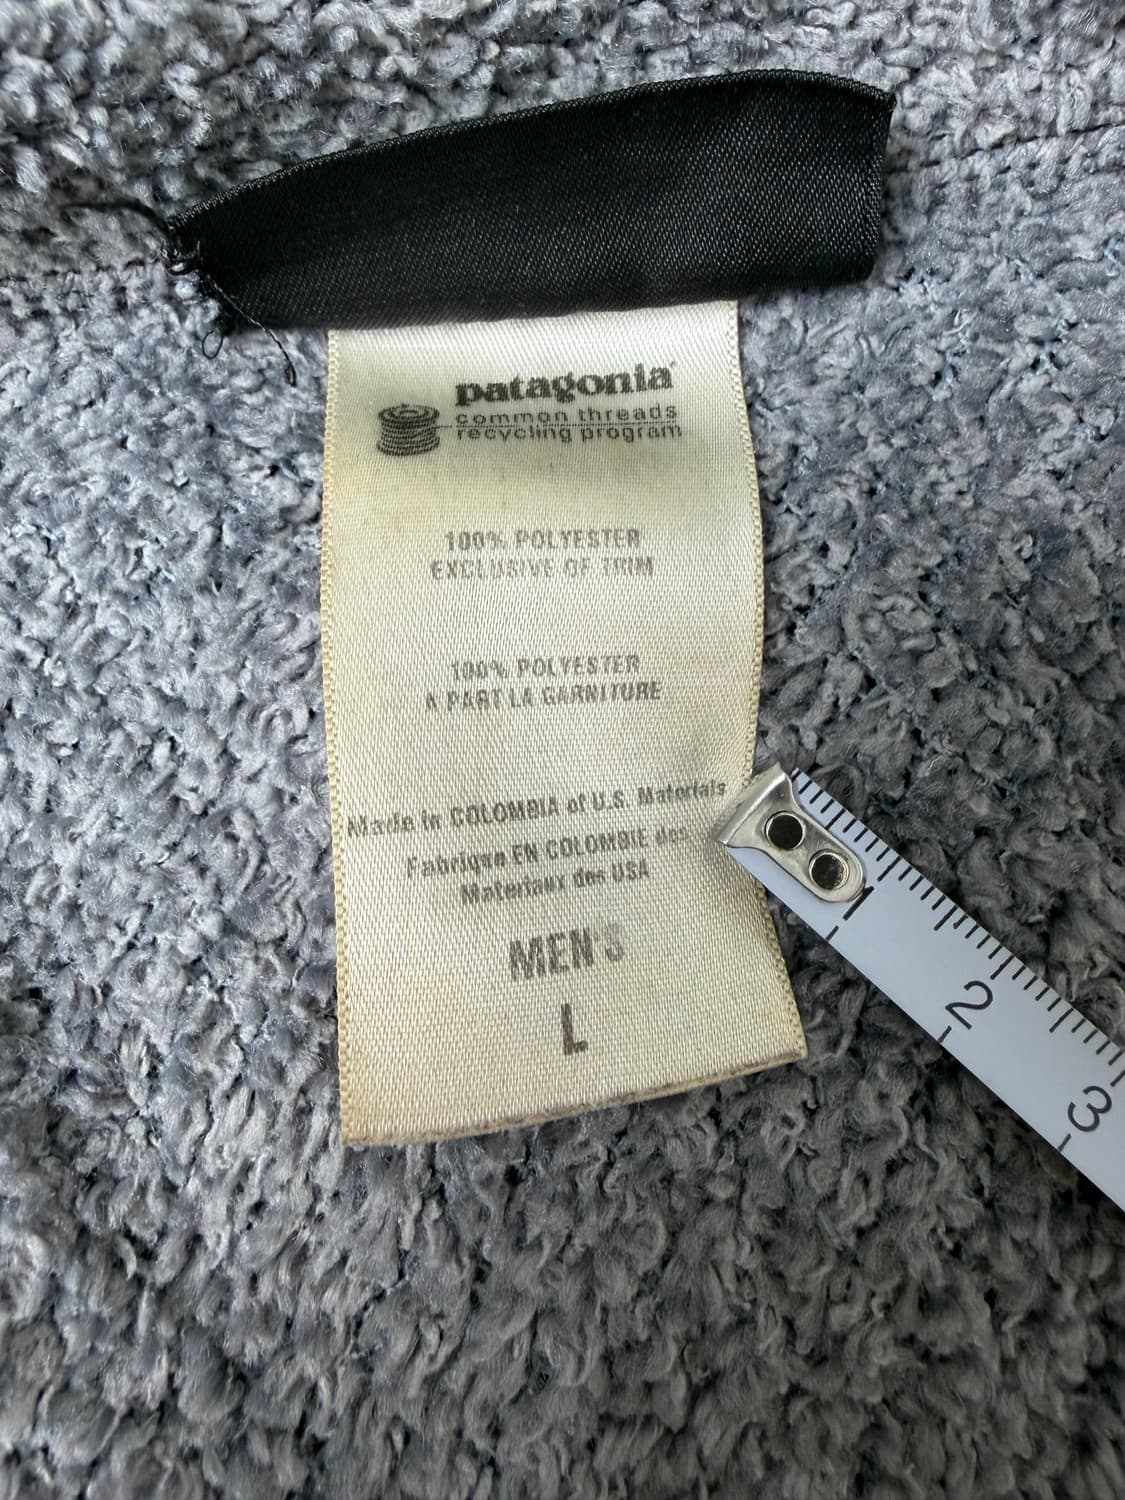 patagonia®
common threads
recycling program
100% POLYESTER
EXCLUSIVE OF TRIM
100% POLYESTER
A PART LA GARNITURE
Made in COLOMBIA of U.S. Materials
Fabrique EN COLOMBIE des
Materiaux des USA
MEN'S
L
1
2
3